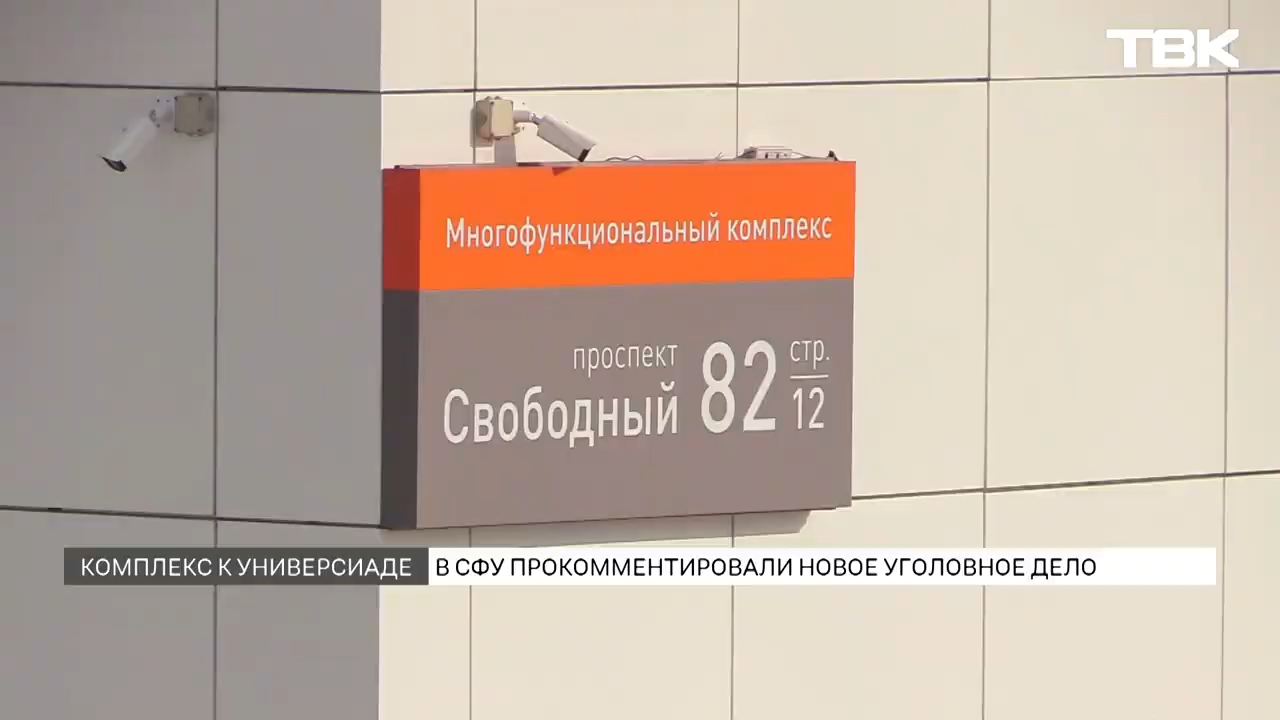 ТВК
Многофункциональный комплекс
проспект
Свободный 82 стр.
12
КОМПЛЕКС К УНИВЕРСИАДЕ В СФУ ПРОКОММЕНТИРОВАЛИ НОВОЕ УГОЛОВНОЕ ДЕЛО